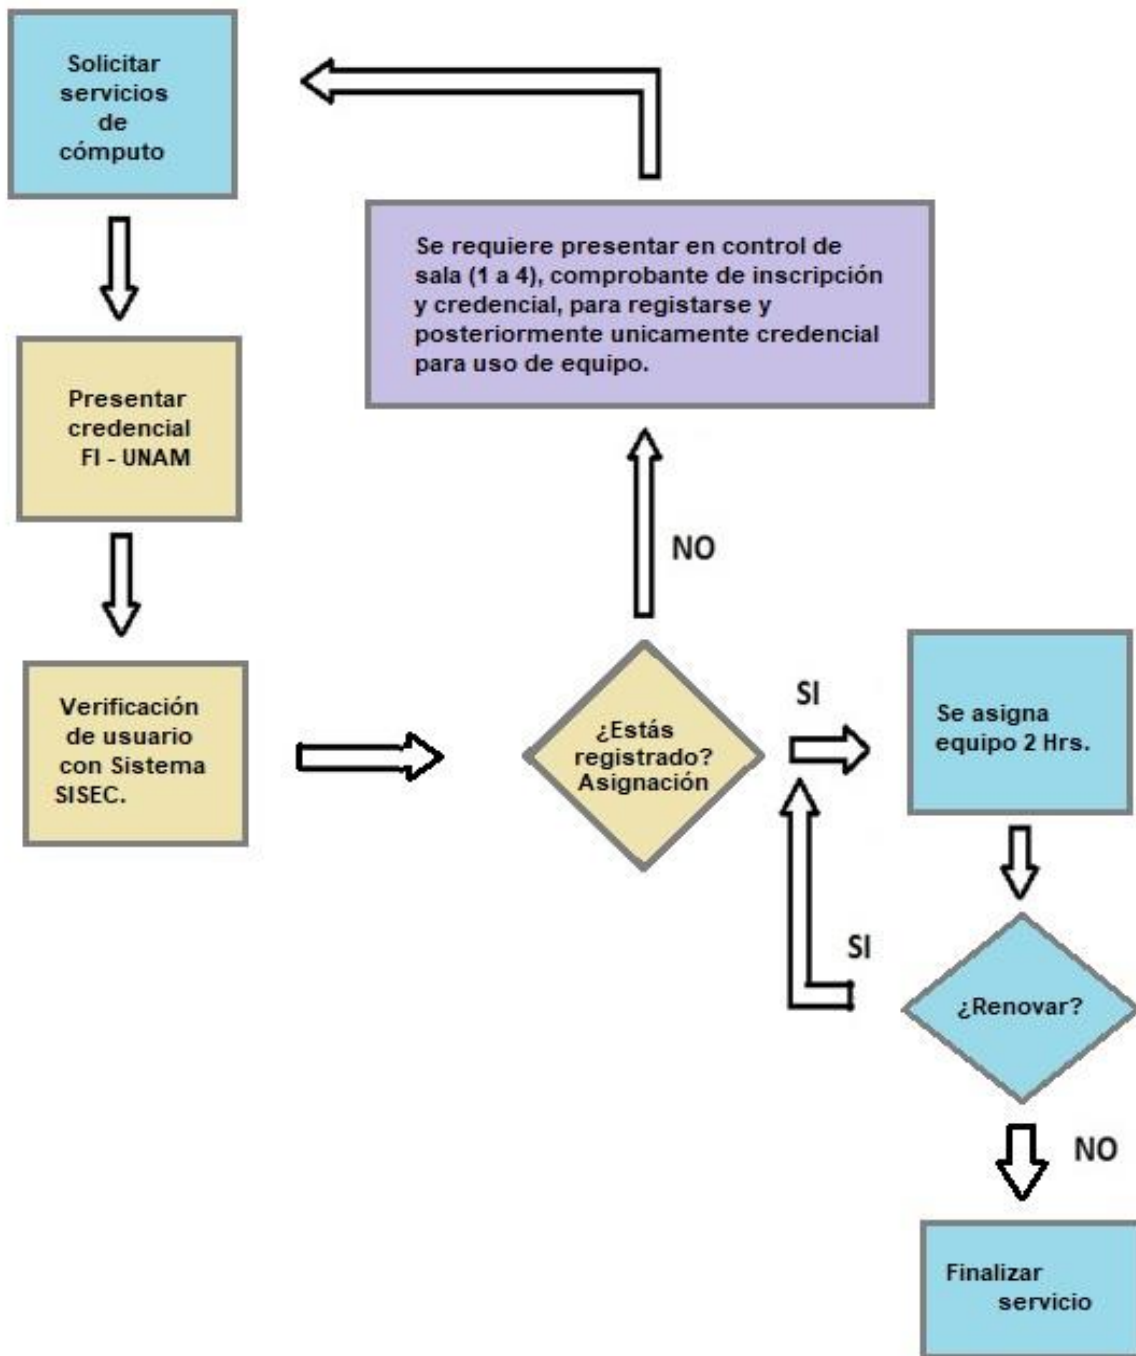 Solicitar
servicios
de
cómputo
Presentar
credencial
FI - UNAM
Verificación
de usuario
con Sistema
SISEC.
¿Estás
registrado?
Asignación
NO
Se requiere presentar en control de
sala (1 a 4), comprobante de inscripción
y credencial, para registarse y
posteriormente unicamente credencial
para uso de equipo.
SI
Se asigna
equipo 2 Hrs.
¿Renovar?
SI
NO
Finalizar
servicio